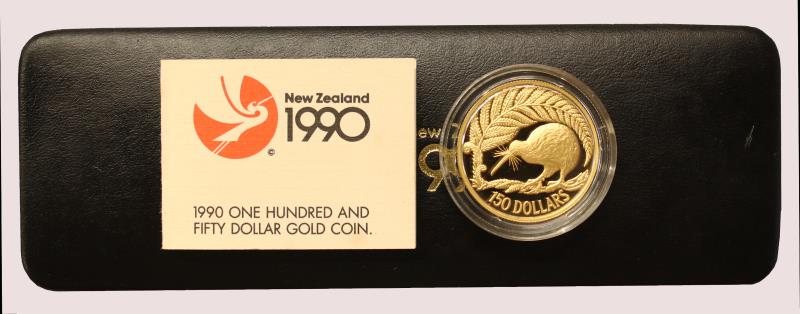 New Zealand
1990
©
1990 ONE HUNDRED AND
FIFTY DOLLAR GOLD COIN.
150 DOLLARS